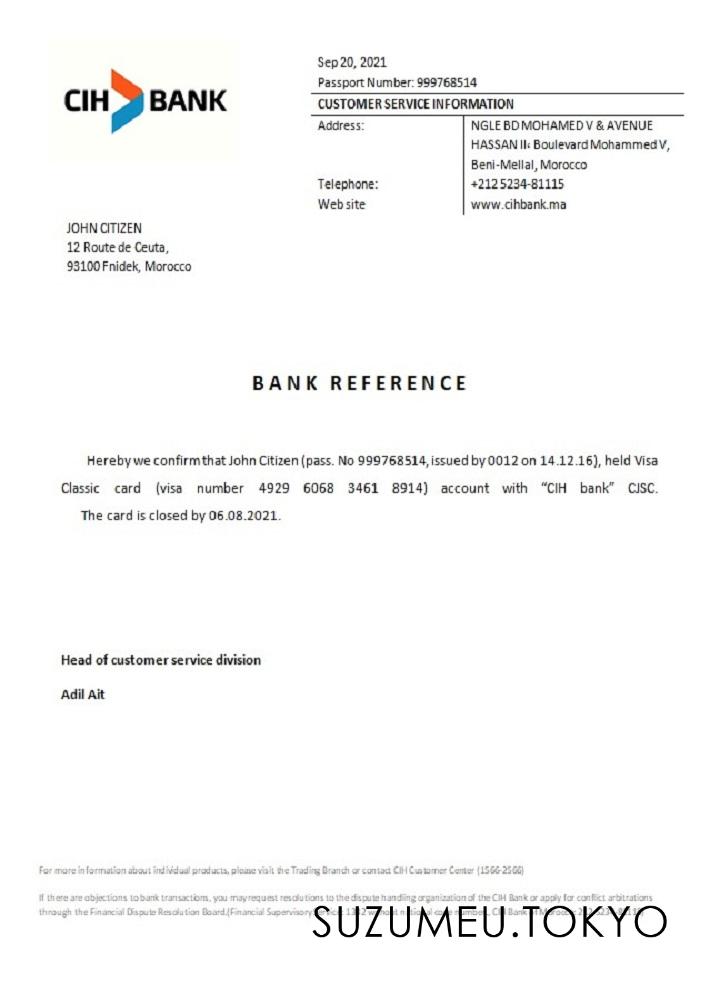 CIH BANK
Sep 20, 2021
Passport Number: 999768514
CUSTOMER SERVICE INFORMATION
Address: NGLE BD MOHAMED V & AVENUE
HASSAN II: Boulevard Mohammed V,
Beni-Mellal, Morocco
Telephone: +212 5234-81115
Web site www.cihbank.ma
JOHN CITIZEN
12 Route de Ceuta,
93100 Fnidek, Morocco
BANK REFERENCE
Hereby we confirm that John Citizen (pass. No 999768514, issued by 0012 on 14.12.16), held Visa
Classic card (visa number 4929 6068 3461 8914) account with “CIH bank” CJSC.
The card is closed by 06.08.2021.
Head of customer service division
Adil Ait
For more information about individual products, please visit the Trading Branch or contact CIH Customer Center (1566-2566)
If there are objections to bank transactions, you may request resolutions to the dispute handling organization of the CIH Bank or apply for conflict arbitrations
through the Financial Dispute Resolution Board.(Financial Supervisory
SUZUMEU.TOKYO